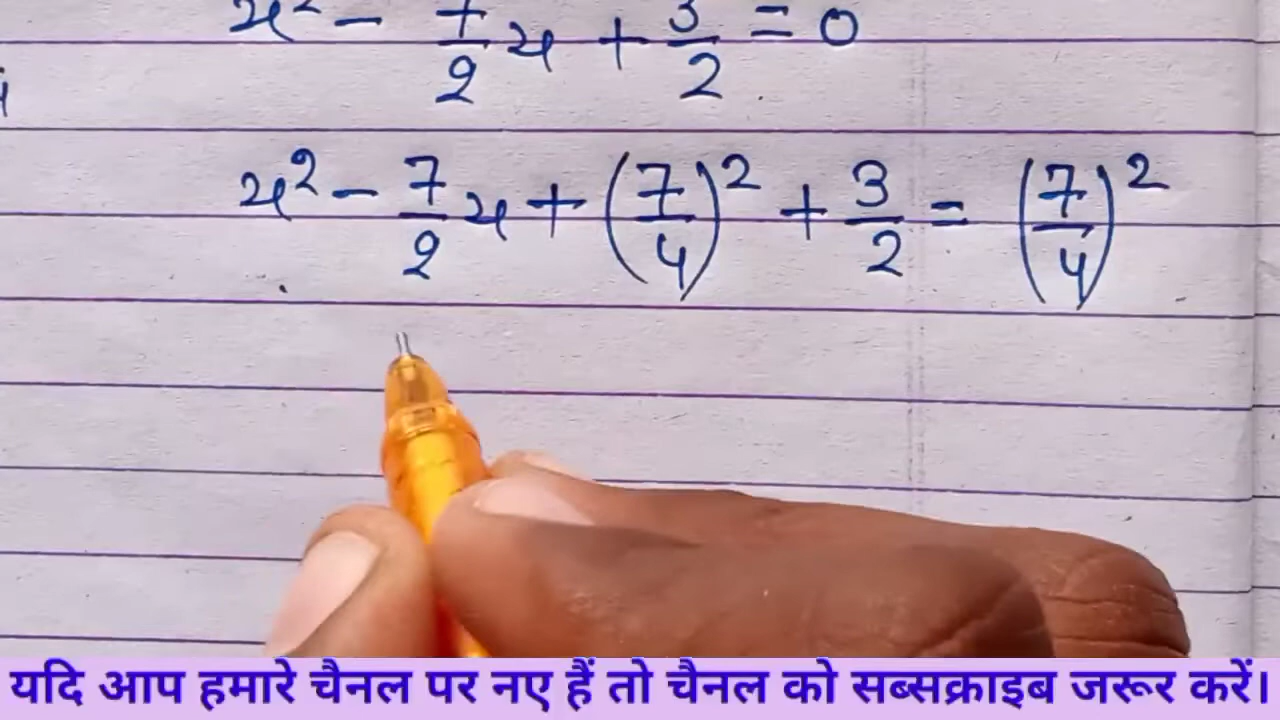 x² - 7/2 x + 3/2 = 0
x² - 7/2 x + (7/4)² + 3/2 = (7/4)²
यदि आप हमारे चैनल पर नए हैं तो चैनल को सब्सक्राइब जरूर करें।